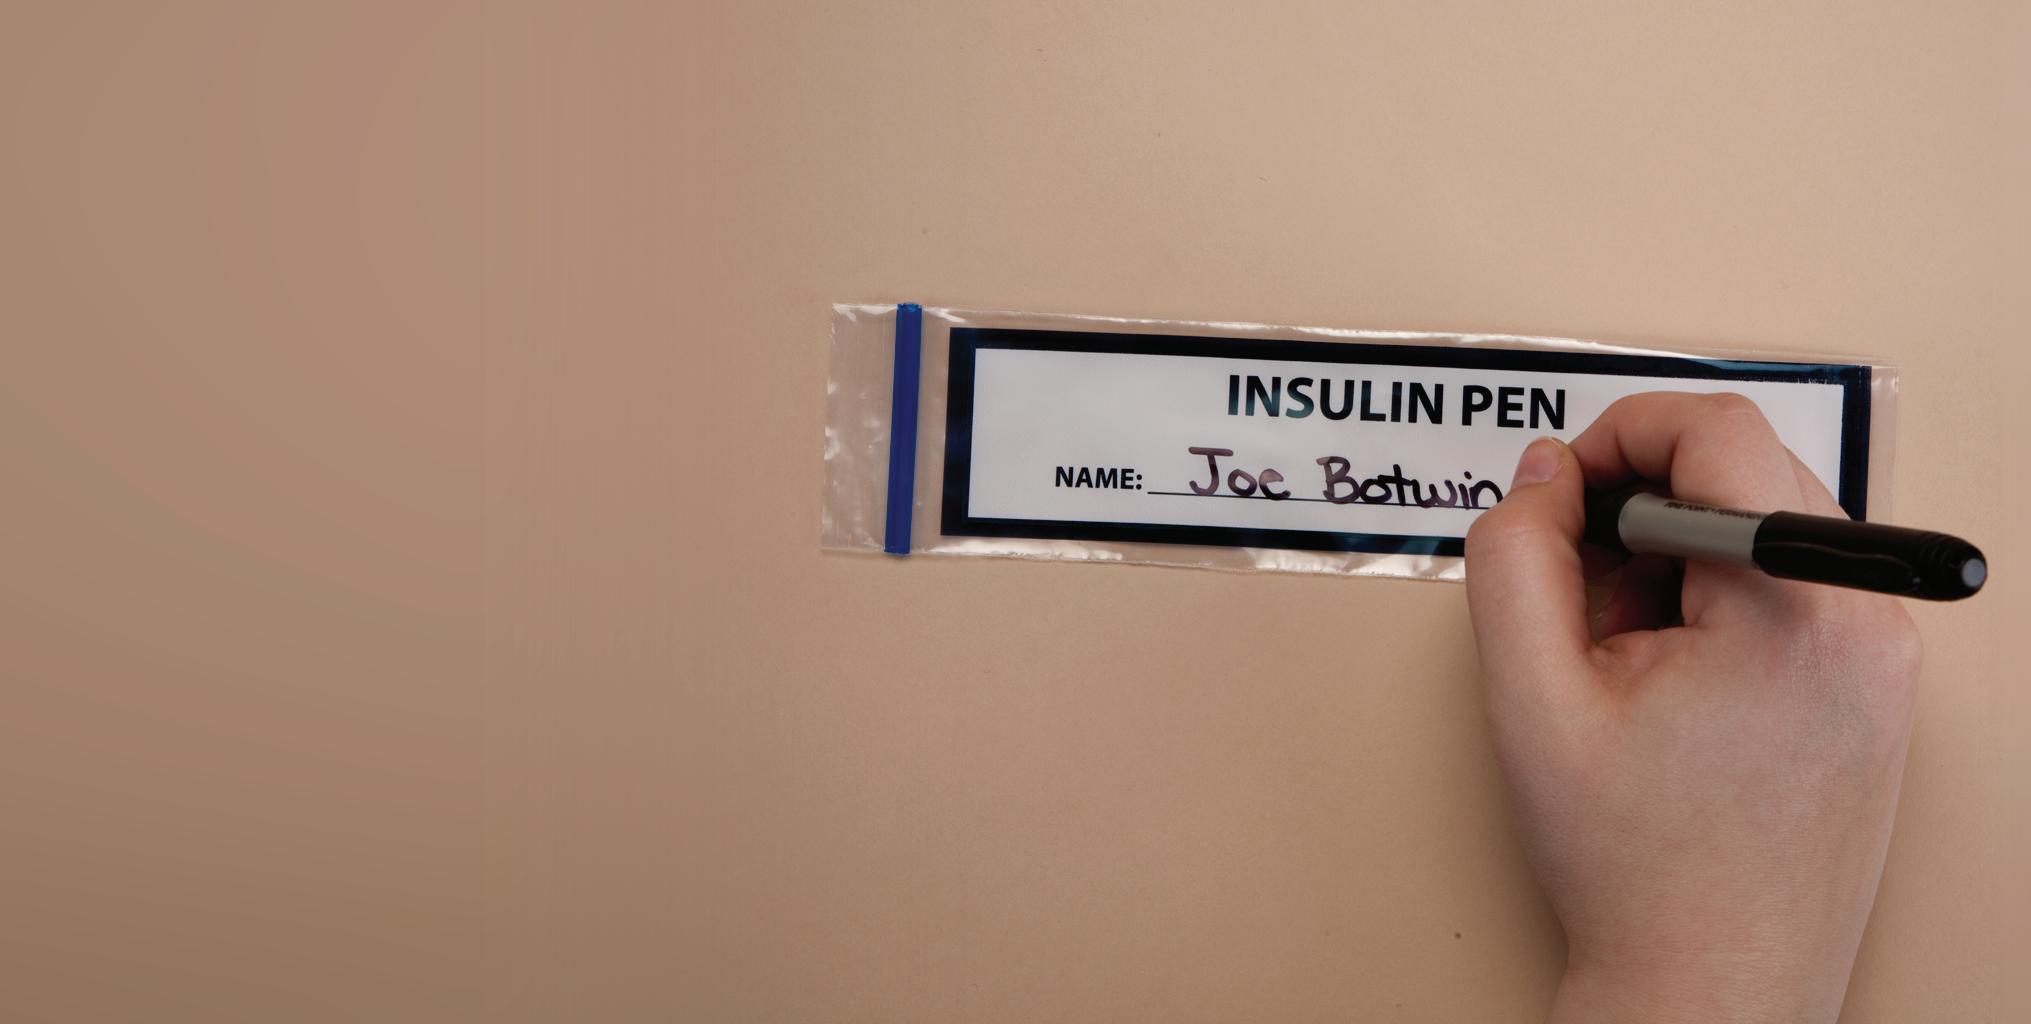 INSULIN PEN
NAME: Joe Botwin